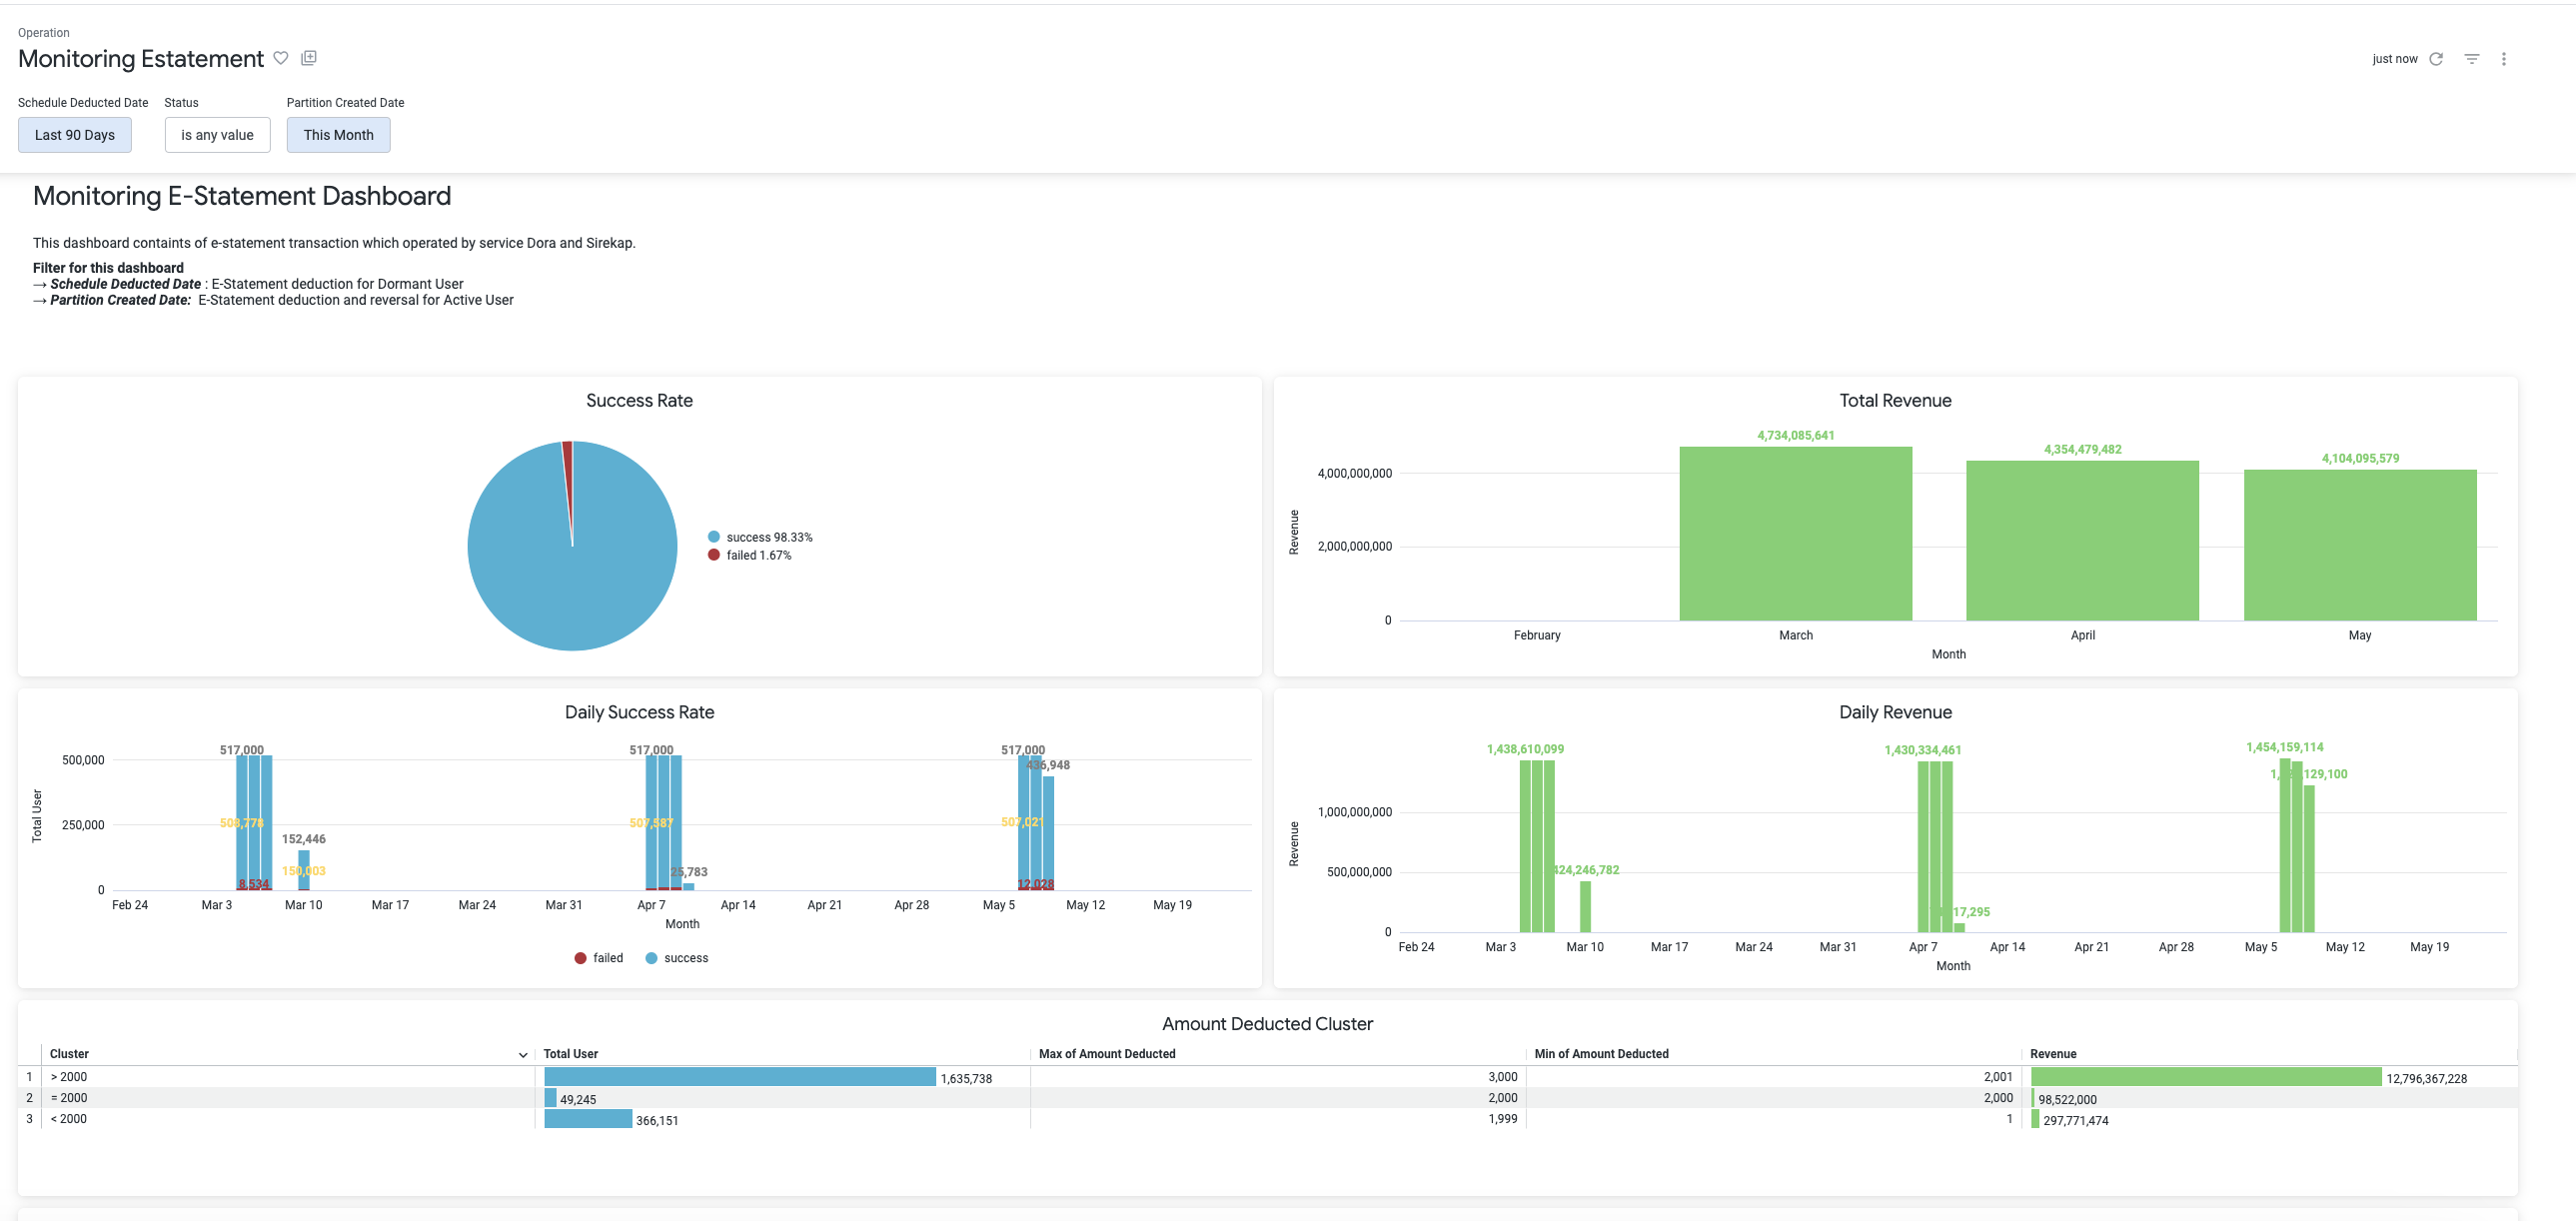 Operation
Monitoring Estatement
just now
Schedule Deducted Date Status Partition Created Date
Last 90 Days is any value This Month
Monitoring E-Statement Dashboard
This dashboard containts of e-statement transaction which operated by service Dora and Sirekap.
Filter for this dashboard
→ Schedule Deducted Date : E-Statement deduction for Dormant User
→ Partition Created Date: E-Statement deduction and reversal for Active User
Success Rate
success 98.33%
failed 1.67%
Total Revenue
4,734,085,641
4,354,479,482
4,104,095,579
4,000,000,000
2,000,000,000
0
Revenue
February March April May
Month
Daily Success Rate
517,000 517,000 517,000
436,948
500,000
250,000
0
Total User
508,778 507,587 507,021
152,446
150,003
25,783
8,534 12,028
Feb 24 Mar 3 Mar 10 Mar 17 Mar 24 Mar 31 Apr 7 Apr 14 Apr 21 Apr 28 May 5 May 12 May 19
Month
failed success
Daily Revenue
1,438,610,099 1,430,334,461 1,454,159,114
1,000,000,000
500,000,000
0
Revenue
424,246,782
Feb 24 Mar 3 Mar 10 Mar 17 Mar 24 Mar 31 Apr 7 Apr 14 Apr 21 Apr 28 May 5 May 12 May 19
Month
Amount Deducted Cluster
Cluster Total User Max of Amount Deducted Min of Amount Deducted Revenue
1 > 2000 1,635,738 3,000 2,001 12,796,367,228
2 = 2000 49,245 2,000 2,000 98,522,000
3 < 2000 366,151 1,999 1 297,771,474